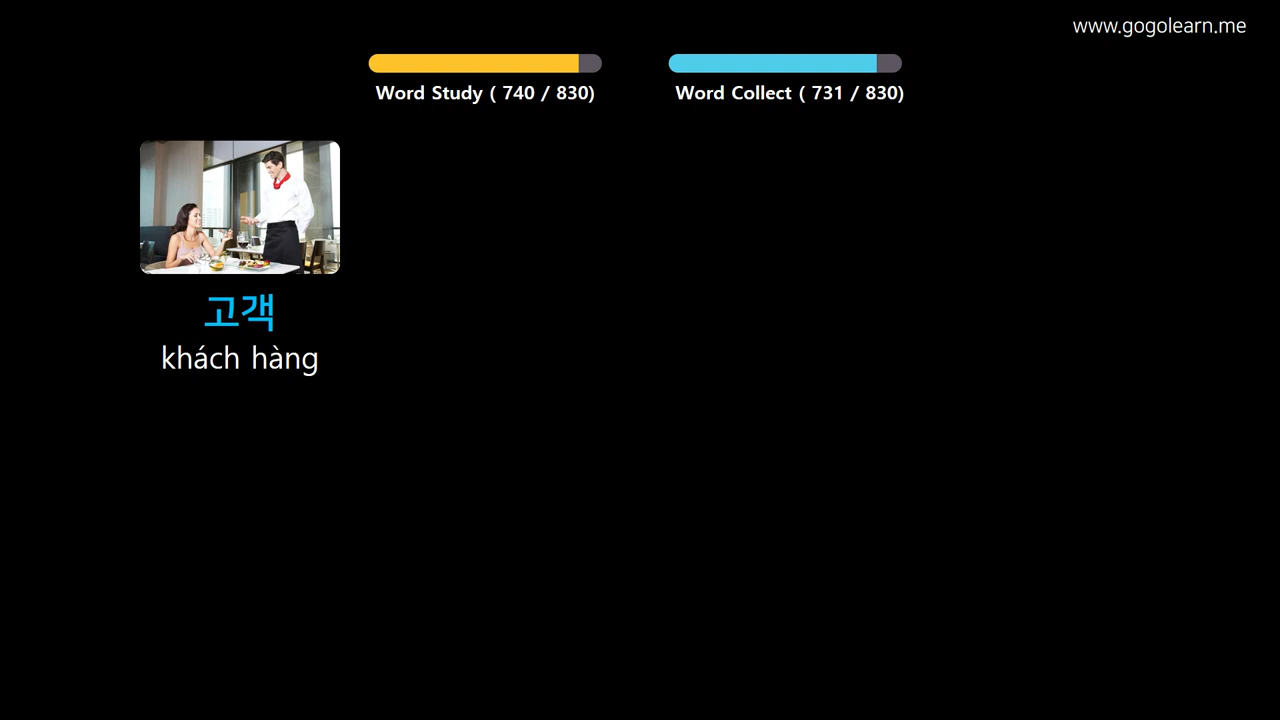 www.gogolearn.me
Word Study ( 740 / 830)
Word Collect ( 731 / 830)
고객
khách hàng